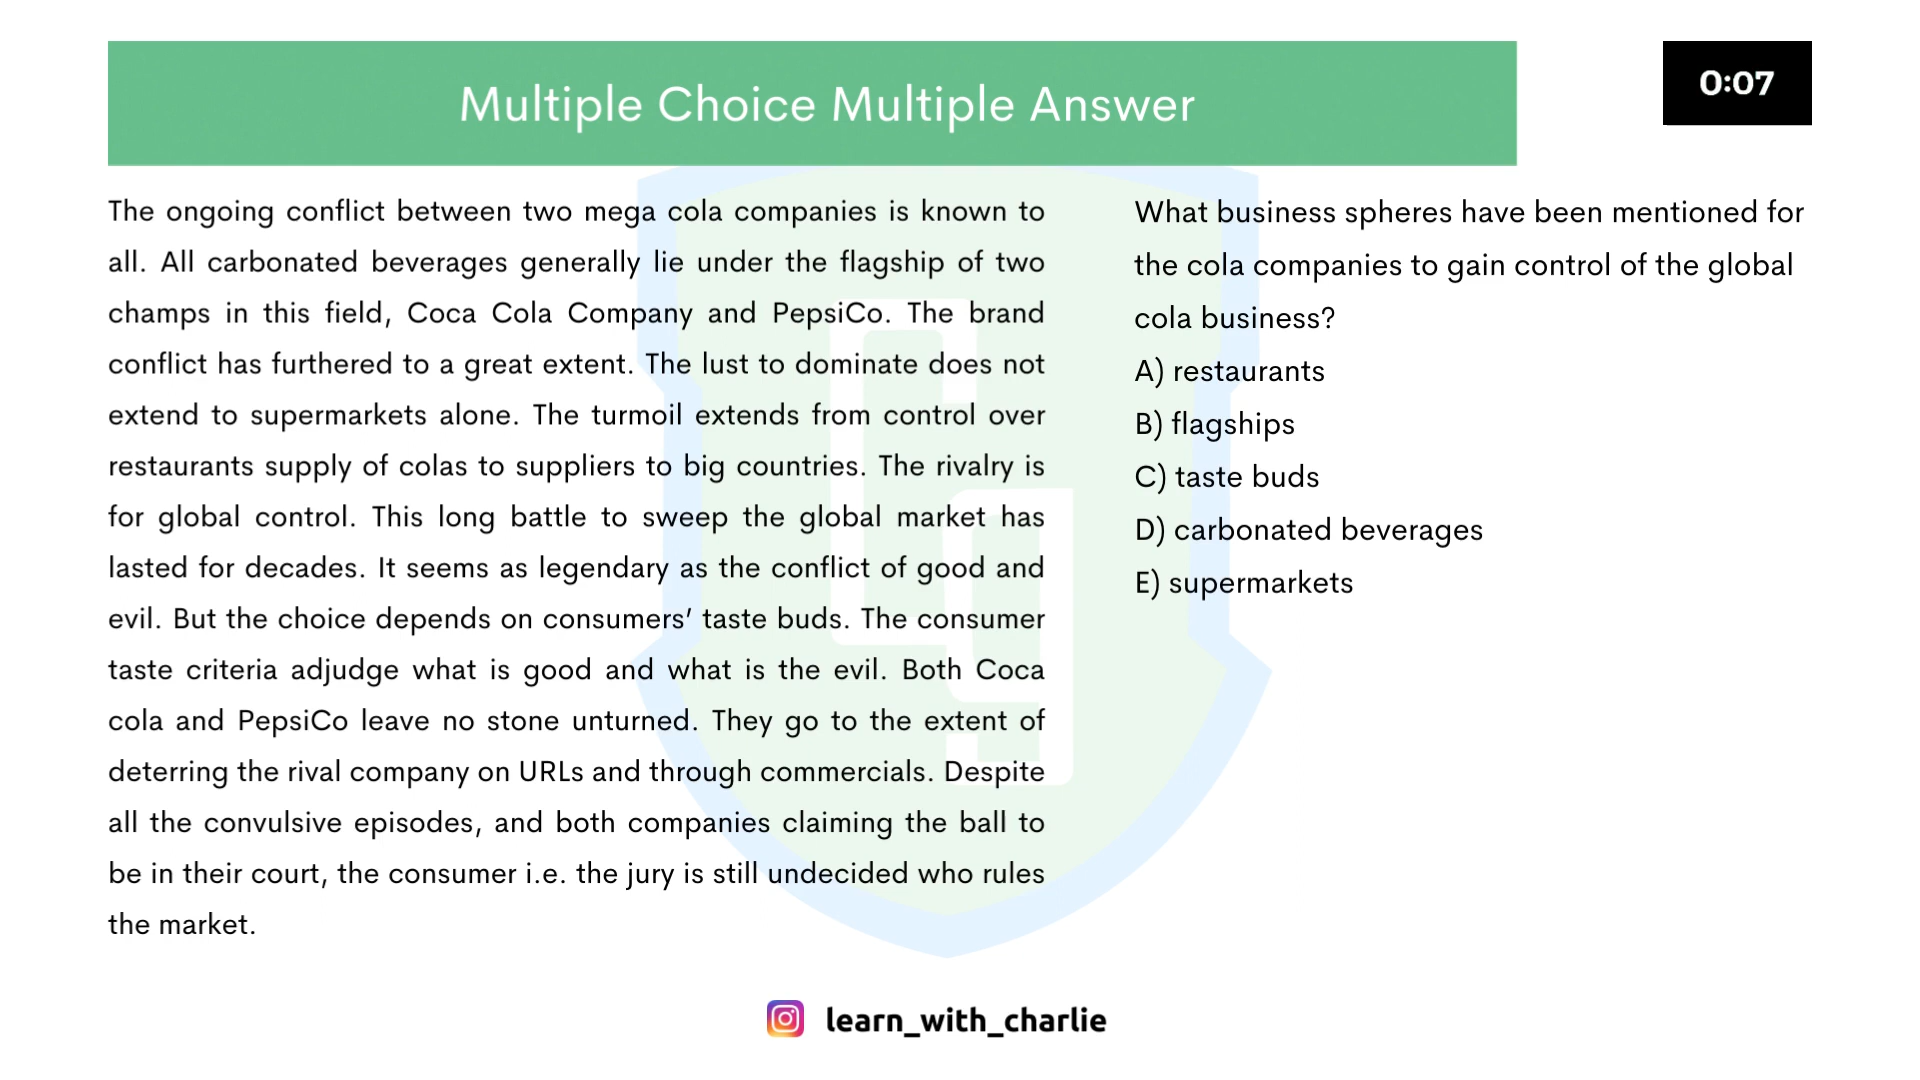 Multiple Choice Multiple Answer
0:07
The ongoing conflict between two mega cola companies is known to
all. All carbonated beverages generally lie under the flagship of two
champs in this field, Coca Cola Company and PepsiCo. The brand
conflict has furthered to a great extent. The lust to dominate does not
extend to supermarkets alone. The turmoil extends from control over
restaurants supply of colas to suppliers to big countries. The rivalry is
for global control. This long battle to sweep the global market has
lasted for decades. It seems as legendary as the conflict of good and
evil. But the choice depends on consumers’ taste buds. The consumer
taste criteria adjudge what is good and what is the evil. Both Coca
cola and PepsiCo leave no stone unturned. They go to the extent of
deterring the rival company on URLs and through commercials. Despite
all the convulsive episodes, and both companies claiming the ball to
be in their court, the consumer i.e. the jury is still undecided who rules
the market.
What business spheres have been mentioned for
the cola companies to gain control of the global
cola business?
A) restaurants
B) flagships
C) taste buds
D) carbonated beverages
E) supermarkets
learn_with_charlie